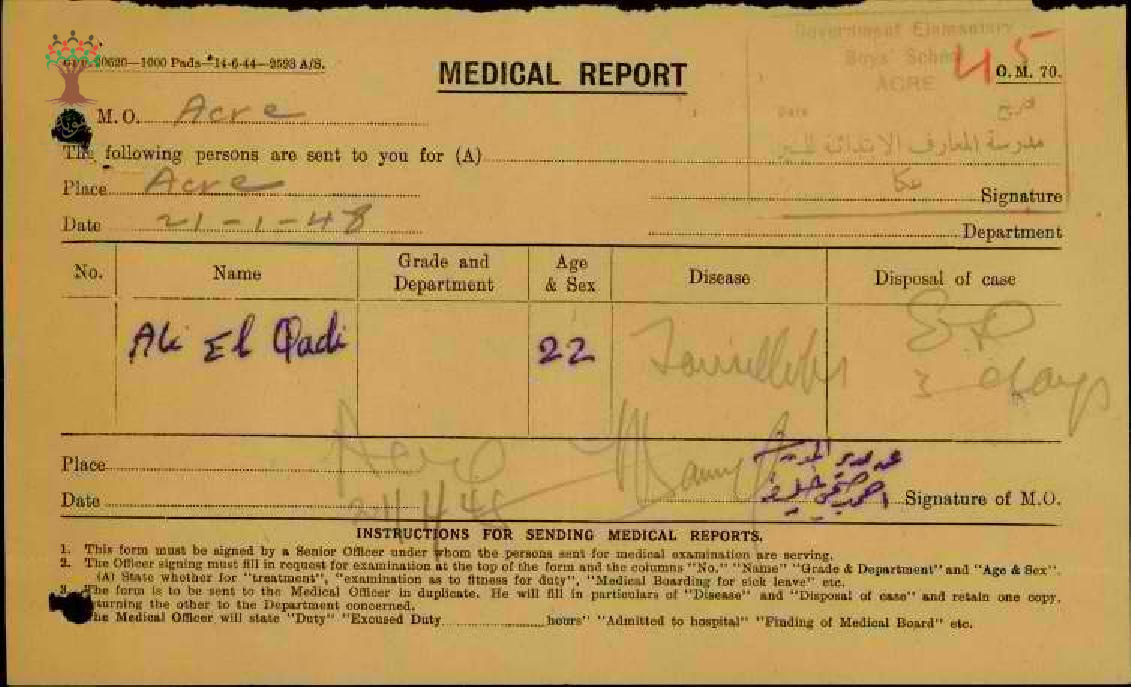 G.P.P. 20620—1000 Pads—14-6-44—9593 A/S.
MEDICAL REPORT
Government Elementary
Boys' School
ACRE
Date
مدرسة المعارف الابتدائية للبنين
عكا
45
O. M. 70.
M. O. Acre
The following persons are sent to you for (A)
Place Acre
Signature
Date 21-1-48
Department
No. Name Grade and Department Age & Sex Disease Disposal of case
Ali El Qadi 22 Tonsillitis
3 days
Place Acre
Date
Signature of M.O.
INSTRUCTIONS FOR SENDING MEDICAL REPORTS.
1. This form must be signed by a Senior Officer under whom the persons sent for medical examination are serving.
2. The Officer signing must fill in request for examination at the top of the form and the columns "No." "Name" "Grade & Department" and "Age & Sex".
(A) State whether for "treatment", "examination as to fitness for duty", "Medical Boarding for sick leave" etc.
3. The form is to be sent to the Medical Officer in duplicate. He will fill in particulars of "Disease" and "Disposal of case" and retain one copy,
returning the other to the Department concerned.
The Medical Officer will state "Duty" "Excused Duty hours" "Admitted to hospital" "Finding of Medical Board" etc.